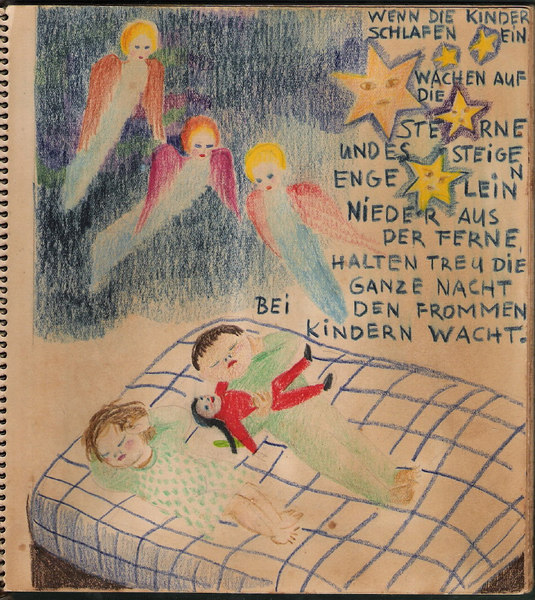 WENN DIE KINDER
SCHLAFEN EIN
WACHEN AUF
DIE
STERNE
UND ES STEIGEN
ENGELEIN
NIEDER AUS
DER FERNE,
HALTEN TREU DIE
GANZE NACHT
BEI DEN FROMMEN
KINDERN WACHT.